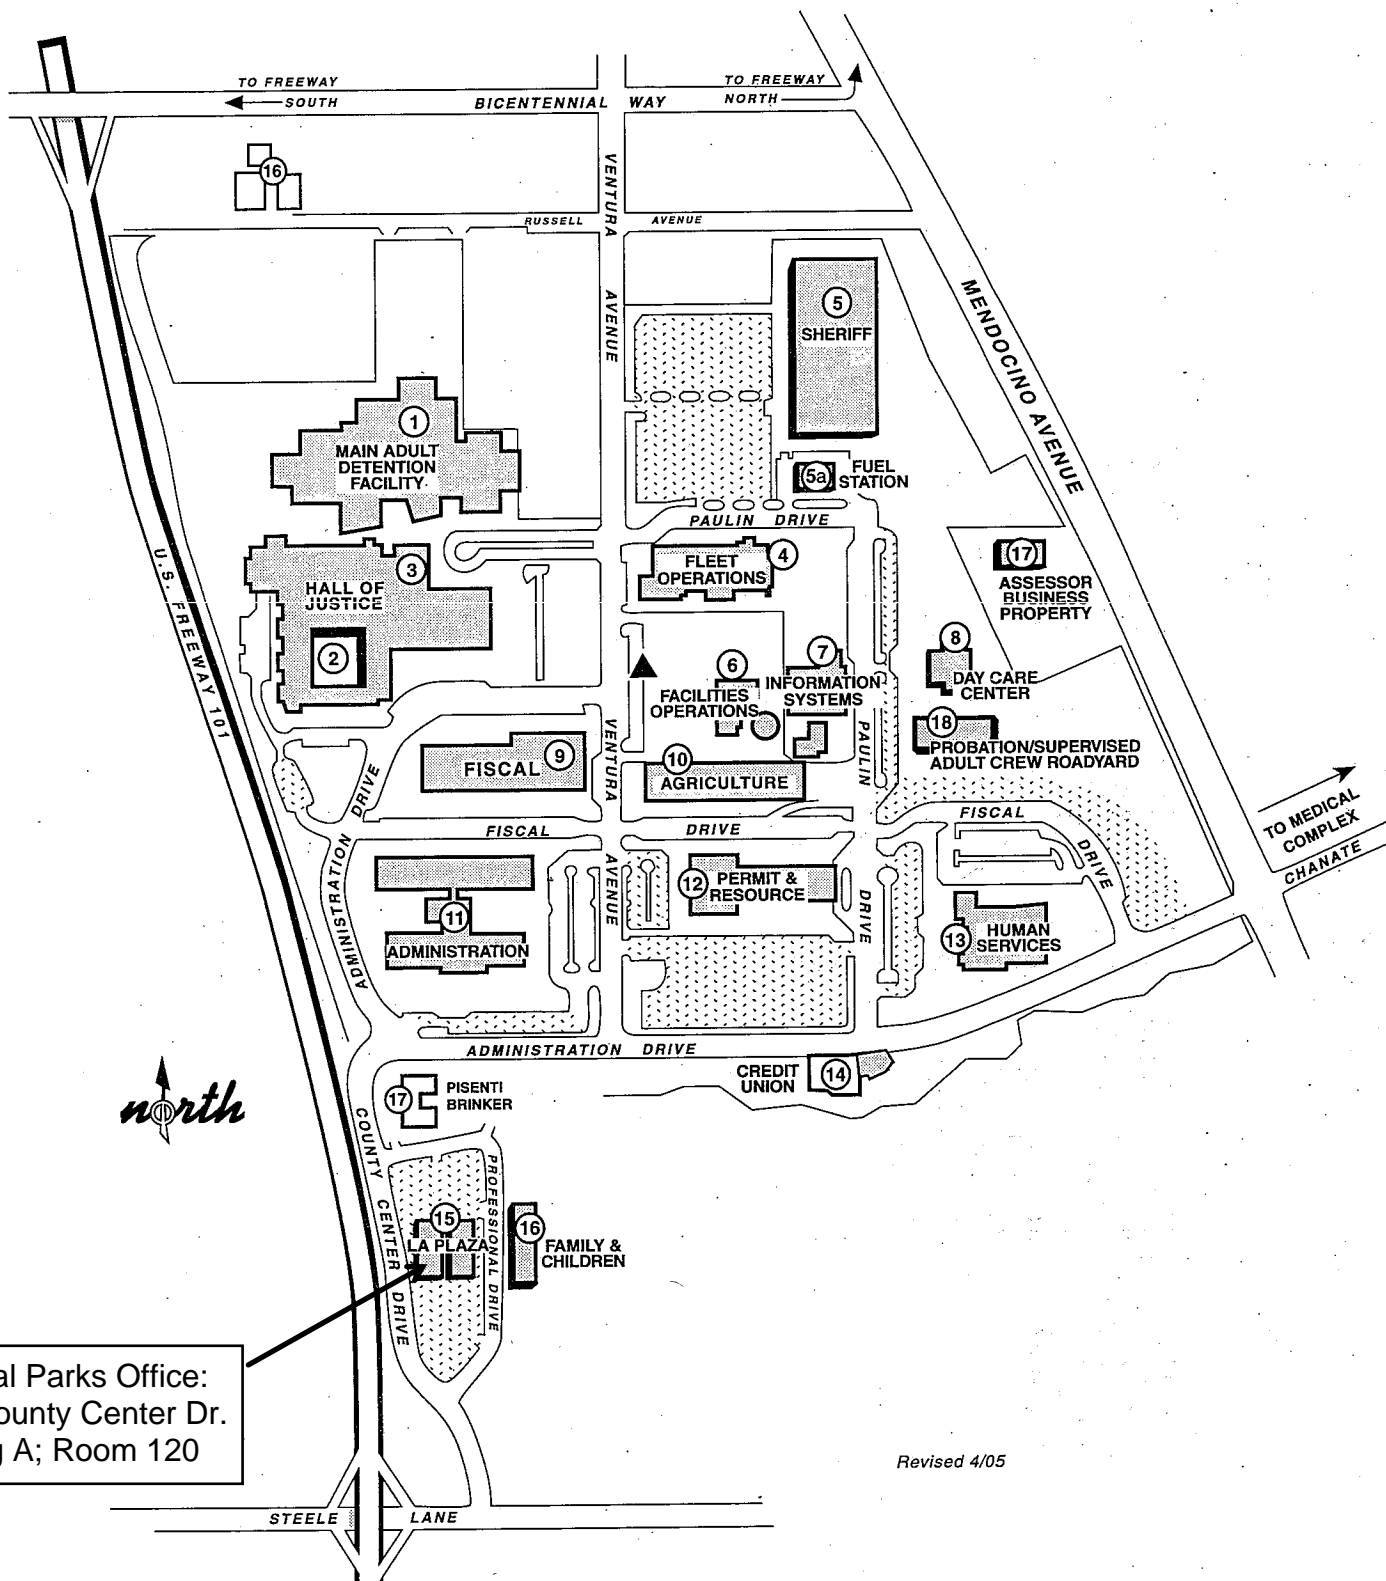 TO FREEWAY
SOUTH
BICENTENNIAL WAY
TO FREEWAY
NORTH
16
VENTURA
AVENUE
RUSSELL AVENUE
MENDOCINO AVENUE
5
SHERIFF
1
MAIN ADULT
DETENTION
FACILITY
5a
FUEL
STATION
PAULIN DRIVE
U.S. FREEWAY 101
3
HALL OF
JUSTICE
2
4
FLEET
OPERATIONS
17
ASSESSOR
BUSINESS
PROPERTY
6
FACILITIES
OPERATIONS
7
INFORMATION
SYSTEMS
8
DAY CARE
CENTER
18
PROBATION/SUPERVISED
ADULT CREW ROADYARD
9
FISCAL
VENTURA
AVENUE
10
AGRICULTURE
PAULIN
DRIVE
ADMINISTRATION DRIVE
FISCAL DRIVE
FISCAL
DRIVE
TO MEDICAL
COMPLEX
CHANATE
11
ADMINISTRATION
12
PERMIT &
RESOURCE
13
HUMAN
SERVICES
ADMINISTRATION DRIVE
CREDIT
UNION
14
north
17
PISENTI
BRINKER
COUNTY CENTER DRIVE
PROFESSIONAL DRIVE
15
LA PLAZA
16
FAMILY &
CHILDREN
al Parks Office:
ounty Center Dr.
A; Room 120
Revised 4/05
STEELE LANE